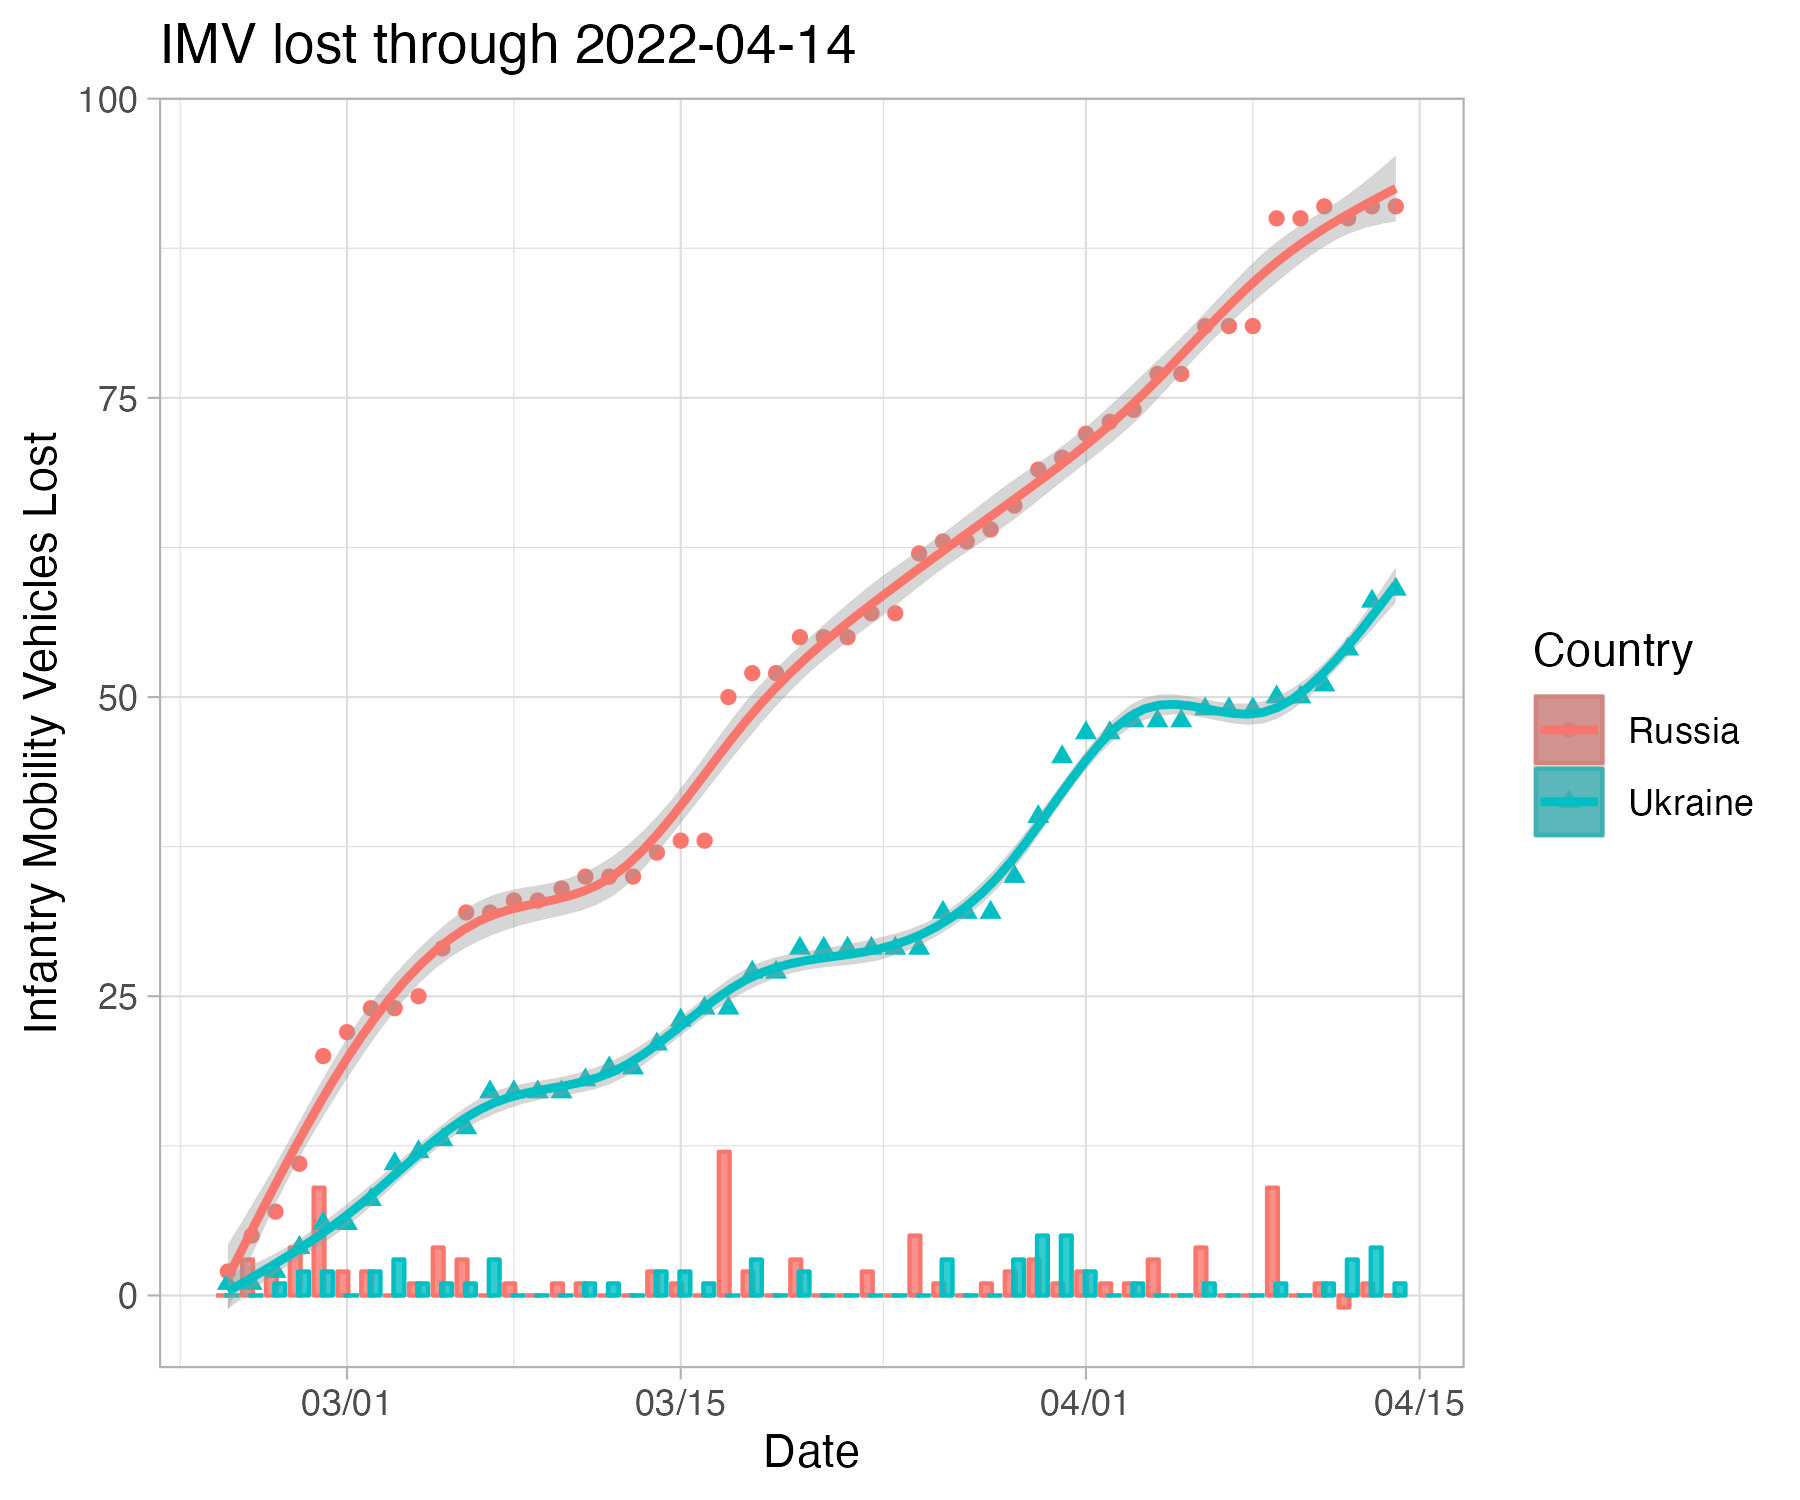 IMV lost through 2022-04-14
Infantry Mobility Vehicles Lost
100
75
50
25
0
03/01
03/15
04/01
04/15
Date
Country
Russia
Ukraine